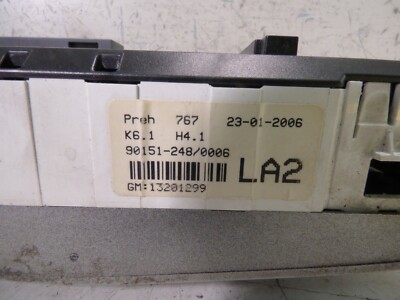 Preh 767 23-01-2006
K6.1 H4.1
90151-248/0006
LA2
GM:13201299